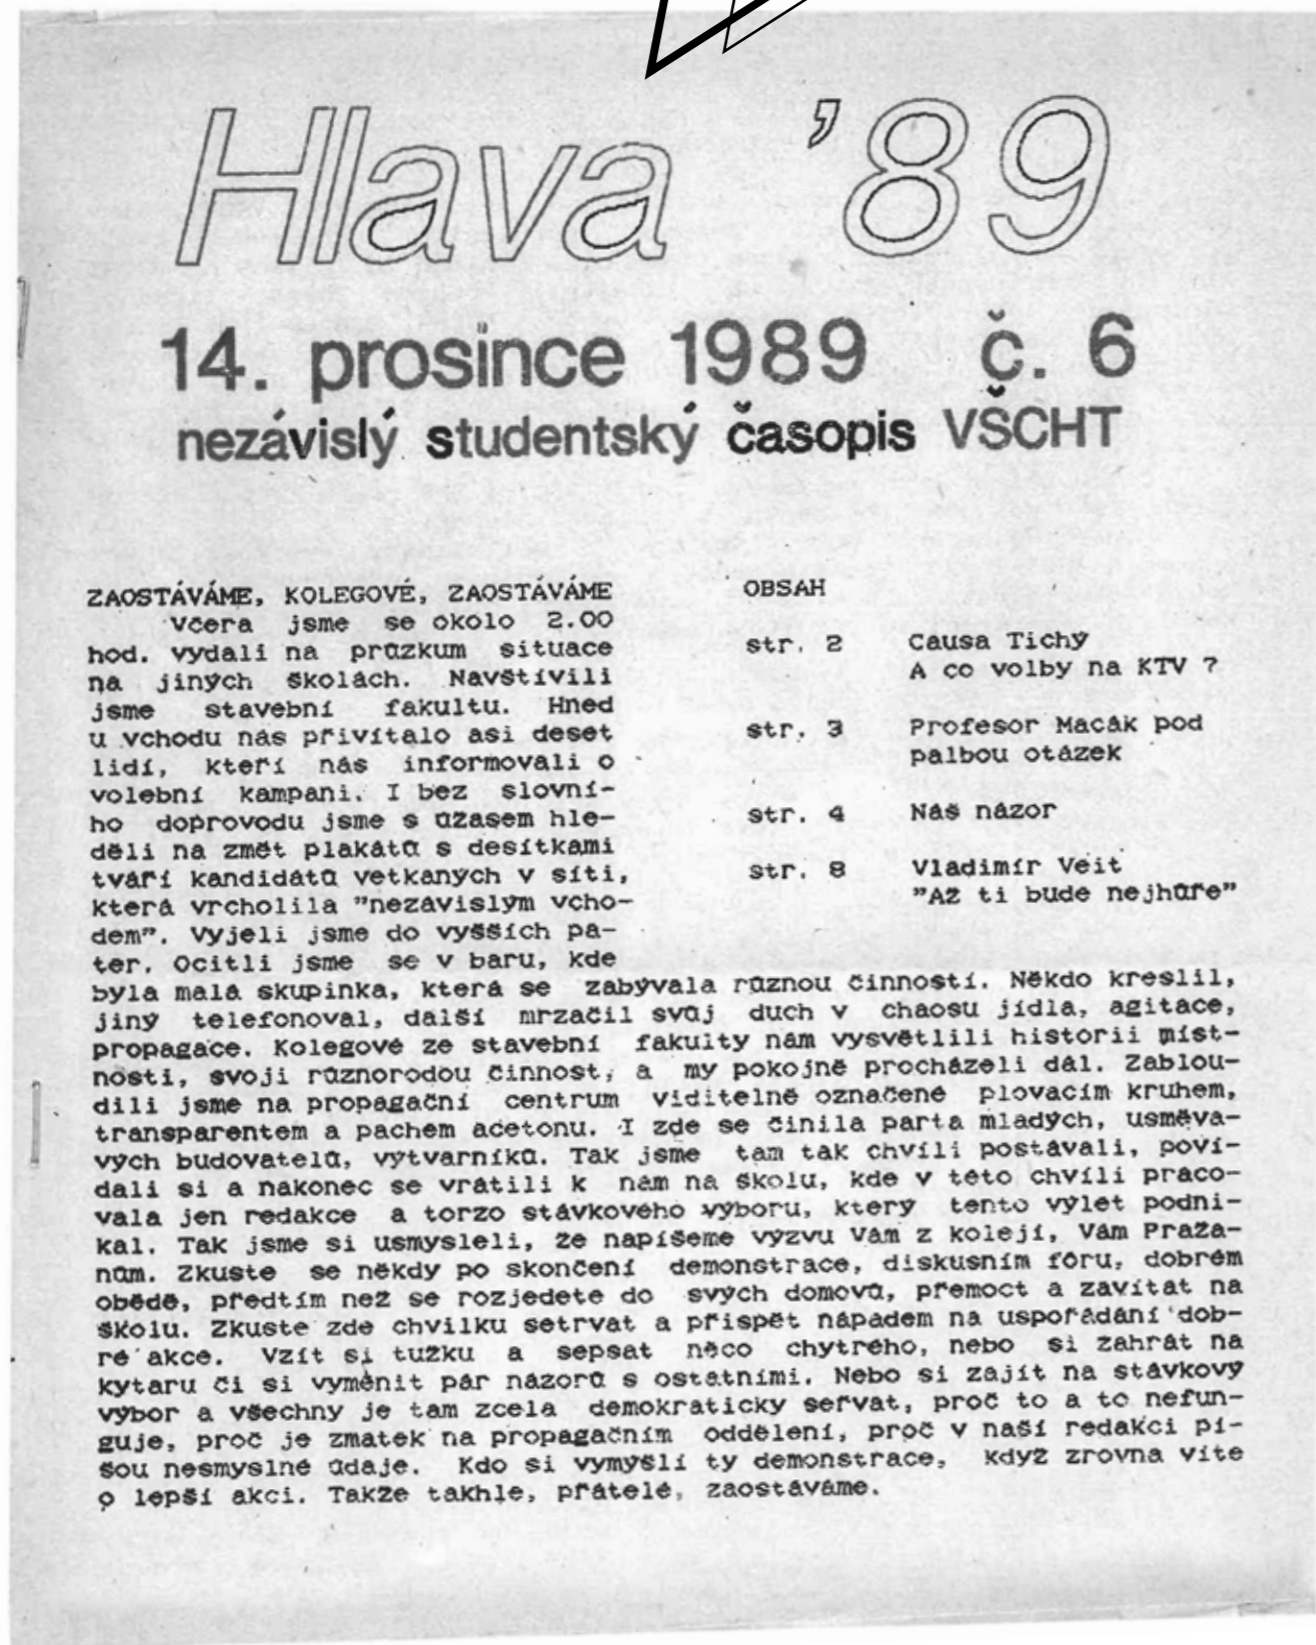 Hlava '89
14. prosince 1989 č. 6
nezávislý studentský časopis VŠCHT
ZAOSTÁVÁME, KOLEGOVÉ, ZAOSTÁVÁME
Včera jsme se okolo 2.00
hod. vydali na průzkum situace
na jiných školách. Navštívili
jsme stavební fakultu. Hned
u vchodu nás přivítalo asi deset
lidí, kteří nás informovali o
volební kampani. I bez slovní-
ho doprovodu jsme s úžasem hle-
děli na změt plakátů s desítkami
tváří kandidátů vetkaných v síti,
která vrcholila "nezávislým vcho-
dem". Vyjeli jsme do vyšších pa-
ter. Ocitli jsme se v baru, kde
byla malá skupinka, která se zabývala různou činností. Někdo kreslil,
jiný telefonoval, další mrzačil svůj duch v chaosu jídla, agitace,
propagace. Kolegové ze stavební fakulty nám vysvětlili historii míst-
nosti, svoji různorodou činnost, a my pokojně procházeli dál. Zablou-
dili jsme na propagační centrum viditelně označené plovacím kruhem,
transparentem a pachem acetonu. I zde se činila parta mladých, usměva-
vých budovatelů, výtvarníků. Tak jsme tam tak chvíli postávali, poví-
dali si a nakonec se vrátili k nám na školu, kde v této chvíli praco-
vala jen redakce a torzo stávkového výboru, který tento výlet podni-
kal. Tak jsme si usmysleli, že napíšeme výzvu Vám z kolejí, Vám Praža-
nům. Zkuste se někdy po skončení demonstrace, diskusním fóru, dobrém
obědě, předtím než se rozjedete do svých domovů, přemoct a zavítat na
školu. Zkuste zde chvilku setrvat a přispět nápadem na uspořádání dob-
ré akce. Vzít si tužku a sepsat něco chytrého, nebo si zahrát na
kytaru či si vyměnit pár názorů s ostatními. Nebo si zajít na stávkový
výbor a všechny je tam zcela demokraticky seřvat, proč to a to nefun-
guje, proč je zmatek na propagačním oddělení, proč v naší redakci pí-
šou nesmyslné údaje. Kdo si vymýšlí ty demonstrace, když zrovna víte
o lepší akci. Takže takhle, přátelé, zaostáváme.
OBSAH
str. 2 Causa Tichý
A co volby na KTV ?
str. 3 Profesor Macák pod
palbou otázek
str. 4 Náš názor
str. 8 Vladimír Veit
"Až ti bude nejhůře"